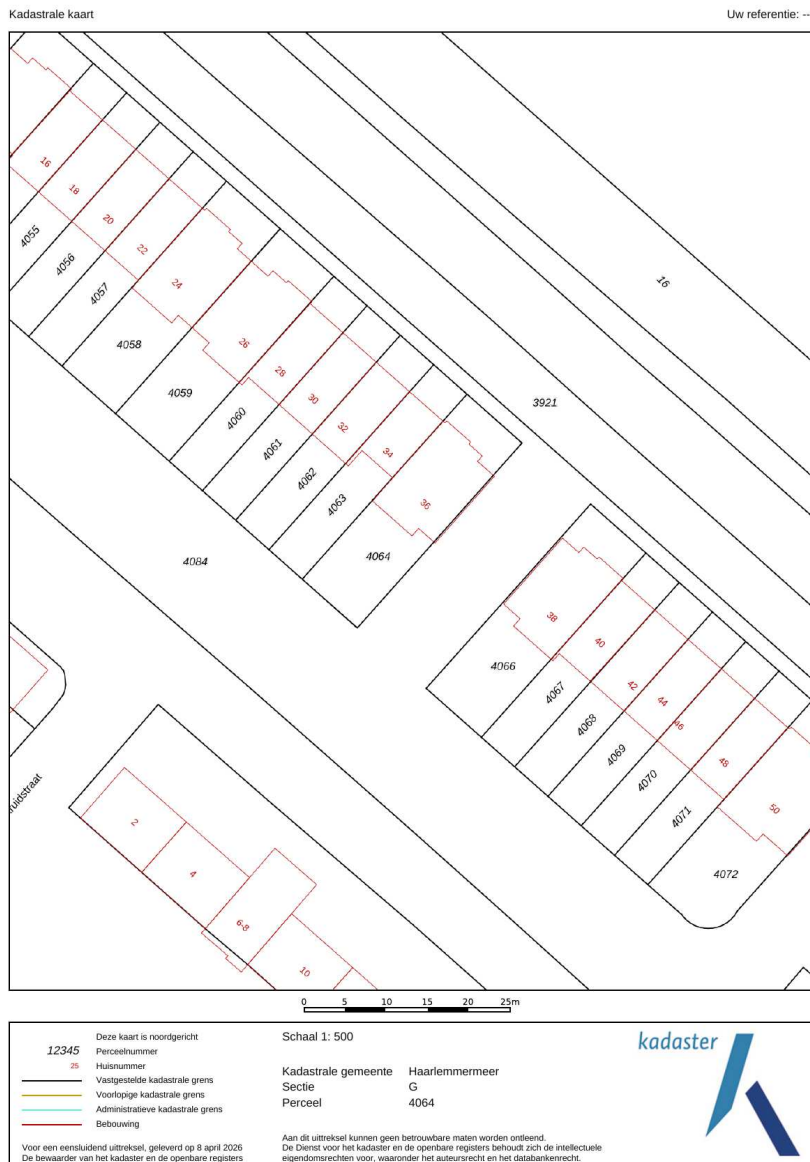 Kadastrale kaart
Uw referentie: --
16
18
20
22
24
26
28
30
32
34
36
4055
4056
4057
4058
4059
4060
4061
4062
4063
4064
16
3921
4084
38
40
42
44
46
48
50
4066
4067
4068
4069
4070
4071
4072
ruidstraat
2
4
6-8
10
0 5 10 15 20 25m
Deze kaart is noordgericht
12345 Perceelnummer
25 Huisnummer
Vastgestelde kadastrale grens
Voorlopige kadastrale grens
Administratieve kadastrale grens
Bebouwing
Voor een eensluidend uittreksel, geleverd op 8 april 2026
De bewaarder van het kadaster en de openbare registers
Schaal 1: 500
Kadastrale gemeente Haarlemmermeer
Sectie G
Perceel 4064
Aan dit uittreksel kunnen geen betrouwbare maten worden ontleend.
De Dienst voor het kadaster en de openbare registers behoudt zich de intellectuele
eigendomsrechten voor, waaronder het auteursrecht en het databankenrecht.
kadaster